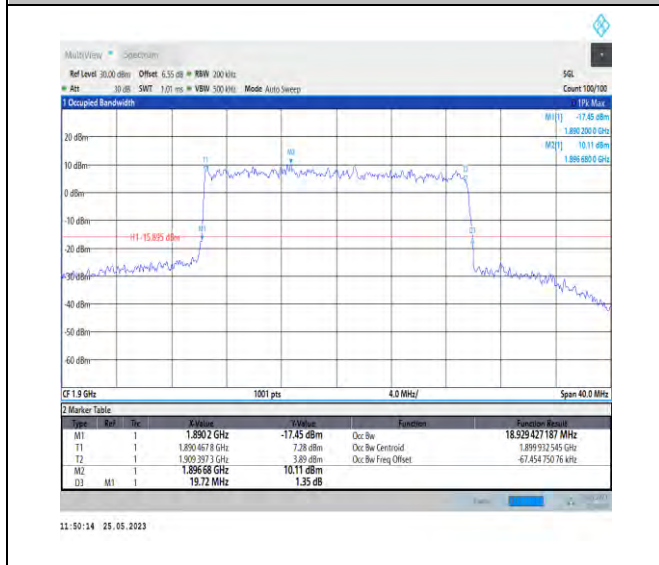 MultiView Spectrum
Ref Level 30.00 dBm Offset 6.55 dB RBW 200 kHz SGL
Att 30 dB SWT 1.01 ms VBW 500 kHz Mode Auto Sweep Count 100/100
1 Occupied Bandwidth 1Pk Max
M1[1] -17.45 dBm
1.890 200 0 GHz
M2[1] 10.11 dBm
1.896 680 0 GHz
20 dBm
10 dBm
0 dBm
-10 dBm
-20 dBm
-30 dBm
-40 dBm
-50 dBm
-60 dBm
T1
M2
M1
H1 -15.895 dBm
CF 1.9 GHz 1001 pts 4.0 MHz/ Span 40.0 MHz
2 Marker Table
Type Ref Trc X-Value Y-Value Function Function Result
M1 1 1.8902 GHz -17.45 dBm Occ Bw 18.929 427 187 MHz
T1 1 1.890 467 8 GHz 7.28 dBm Occ Bw Centroid 1.899 932 545 GHz
T2 1 1.909 397 3 GHz 3.89 dBm Occ Bw Freq Offset -67.454 750 76 kHz
M2 1 1.896 68 GHz 10.11 dBm
D3 M1 1 19.72 MHz 1.35 dB
11:50:14 25.05.2023